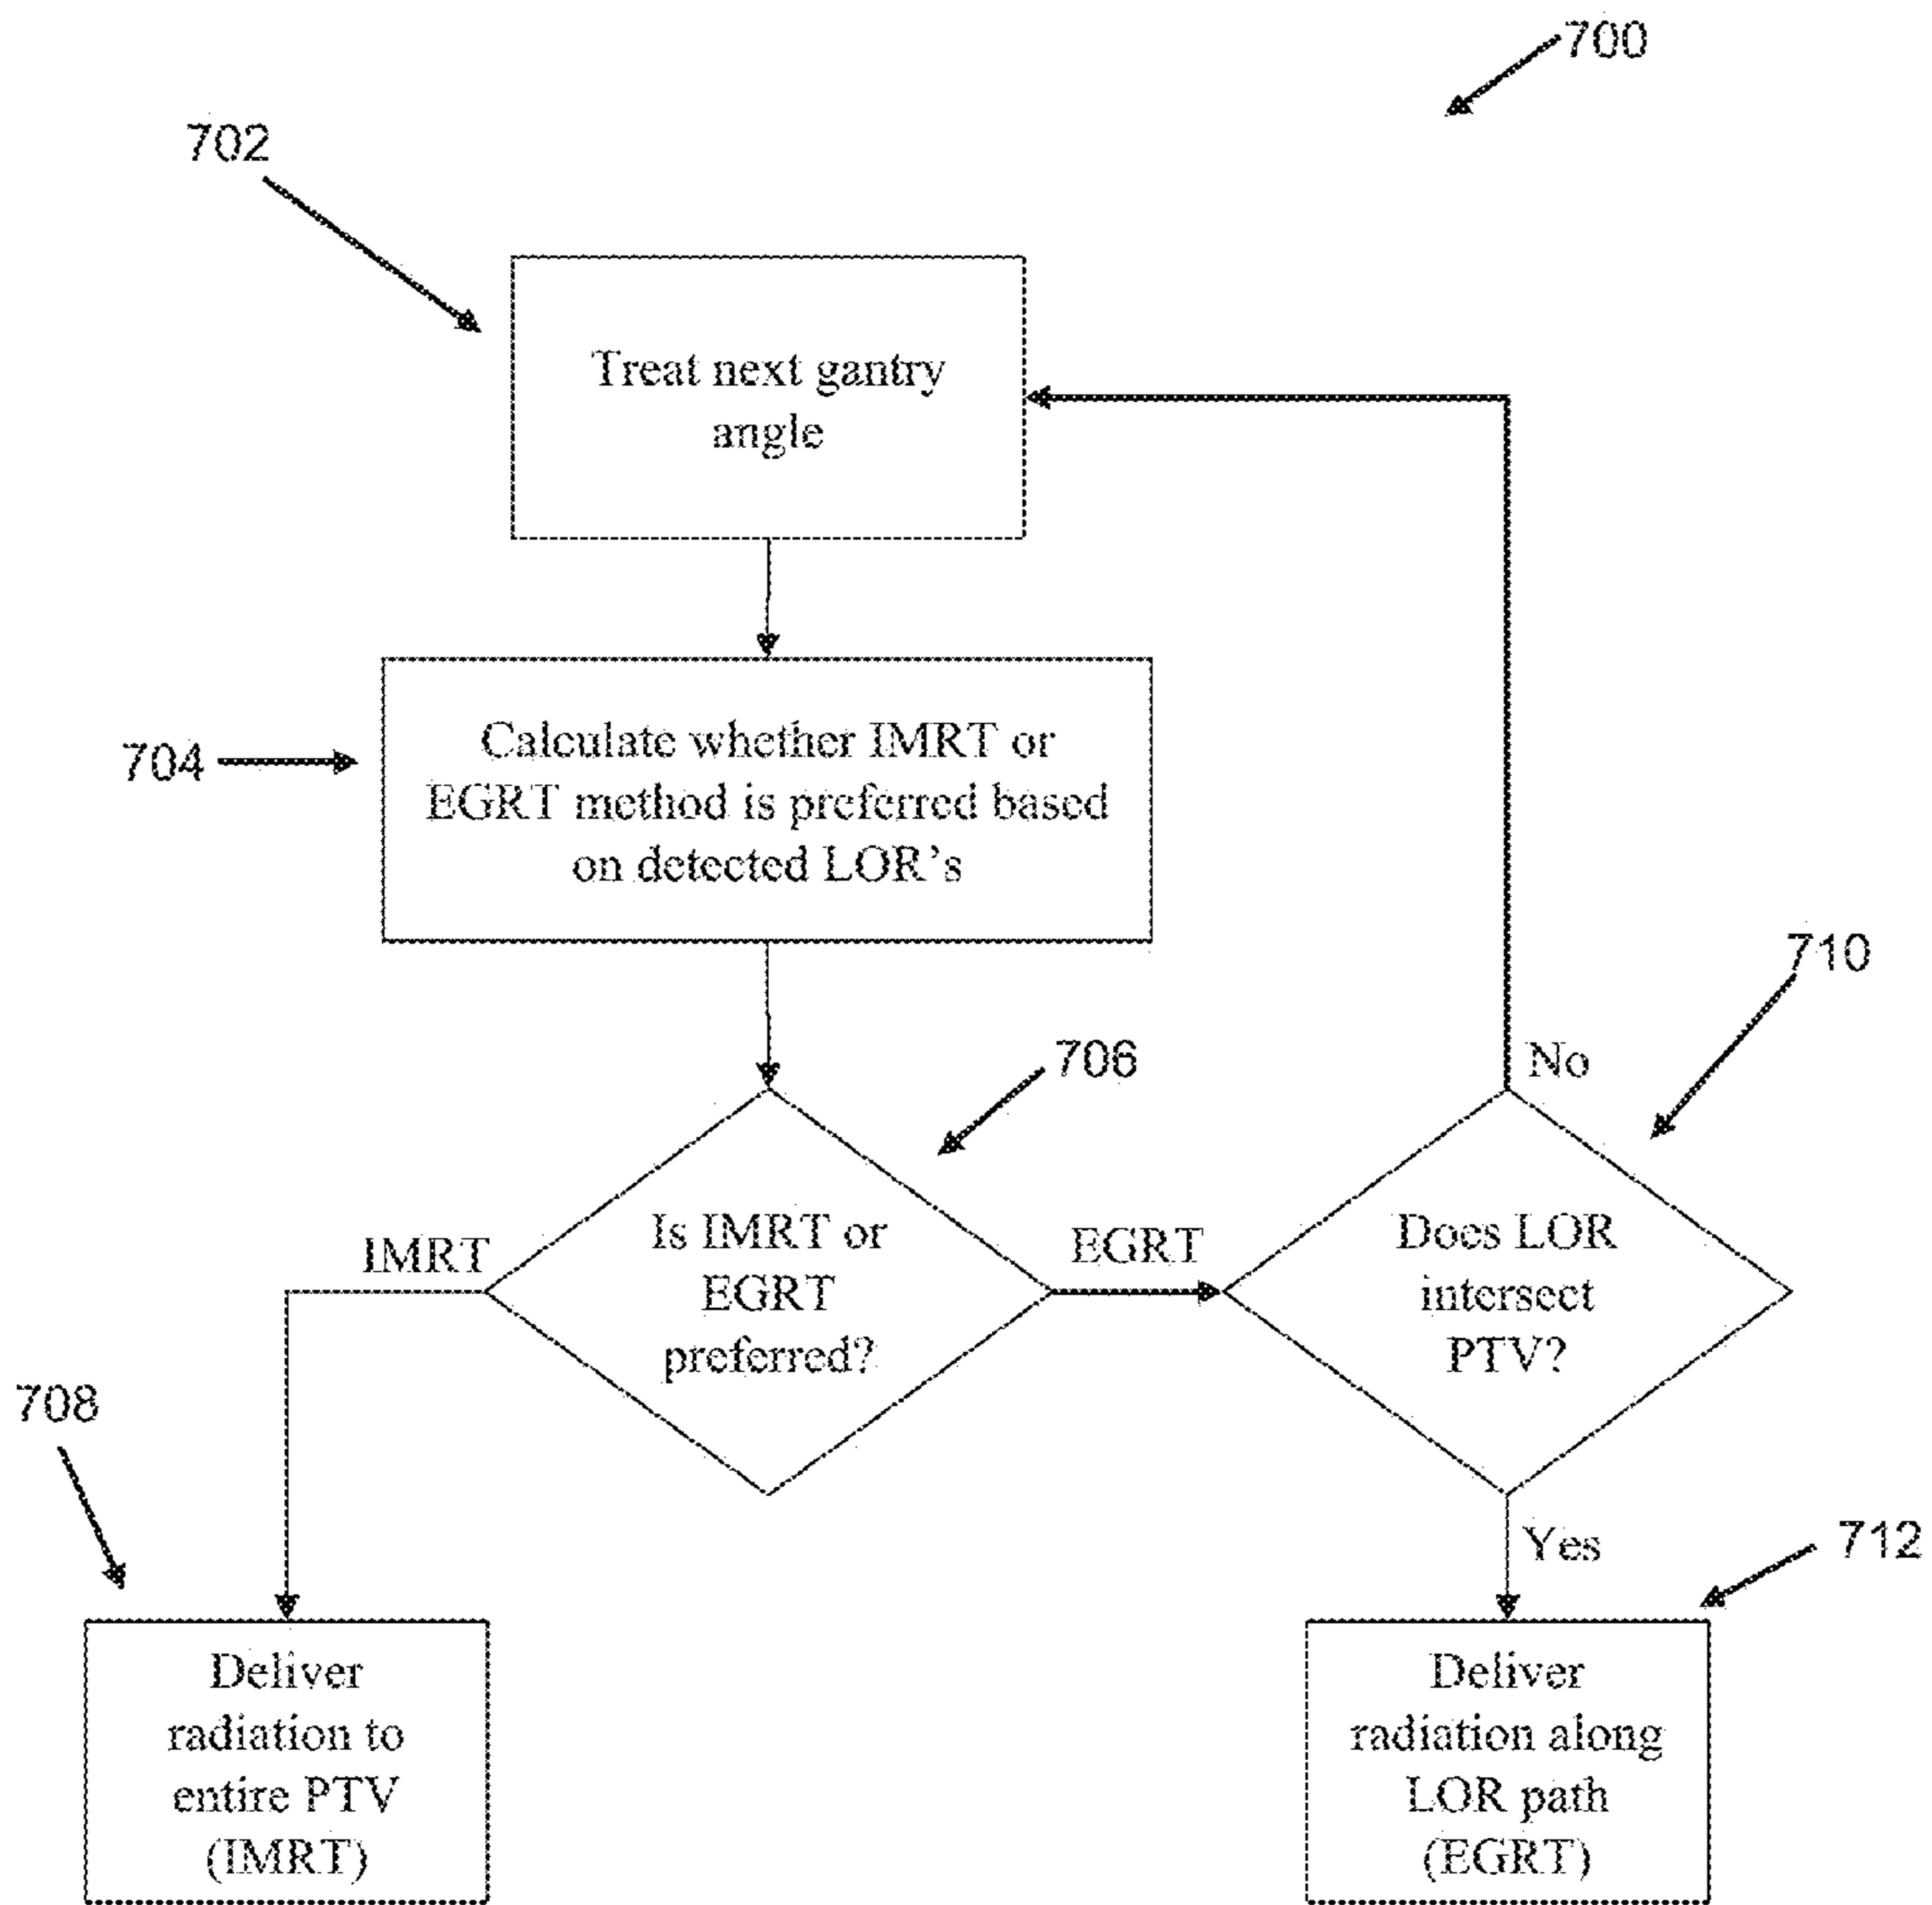 700
702
Treat next gantry
angle
704
Calculate whether IMRT or
EGRT method is preferred based
on detected LOR's
706
710
No
IMRT
Is IMRT or
EGRT
preferred?
EGRT
Does LOR
intersect
PTV?
708
Yes
712
Deliver
radiation to
entire PTV
(IMRT)
Deliver
radiation along
LOR path
(EGRT)